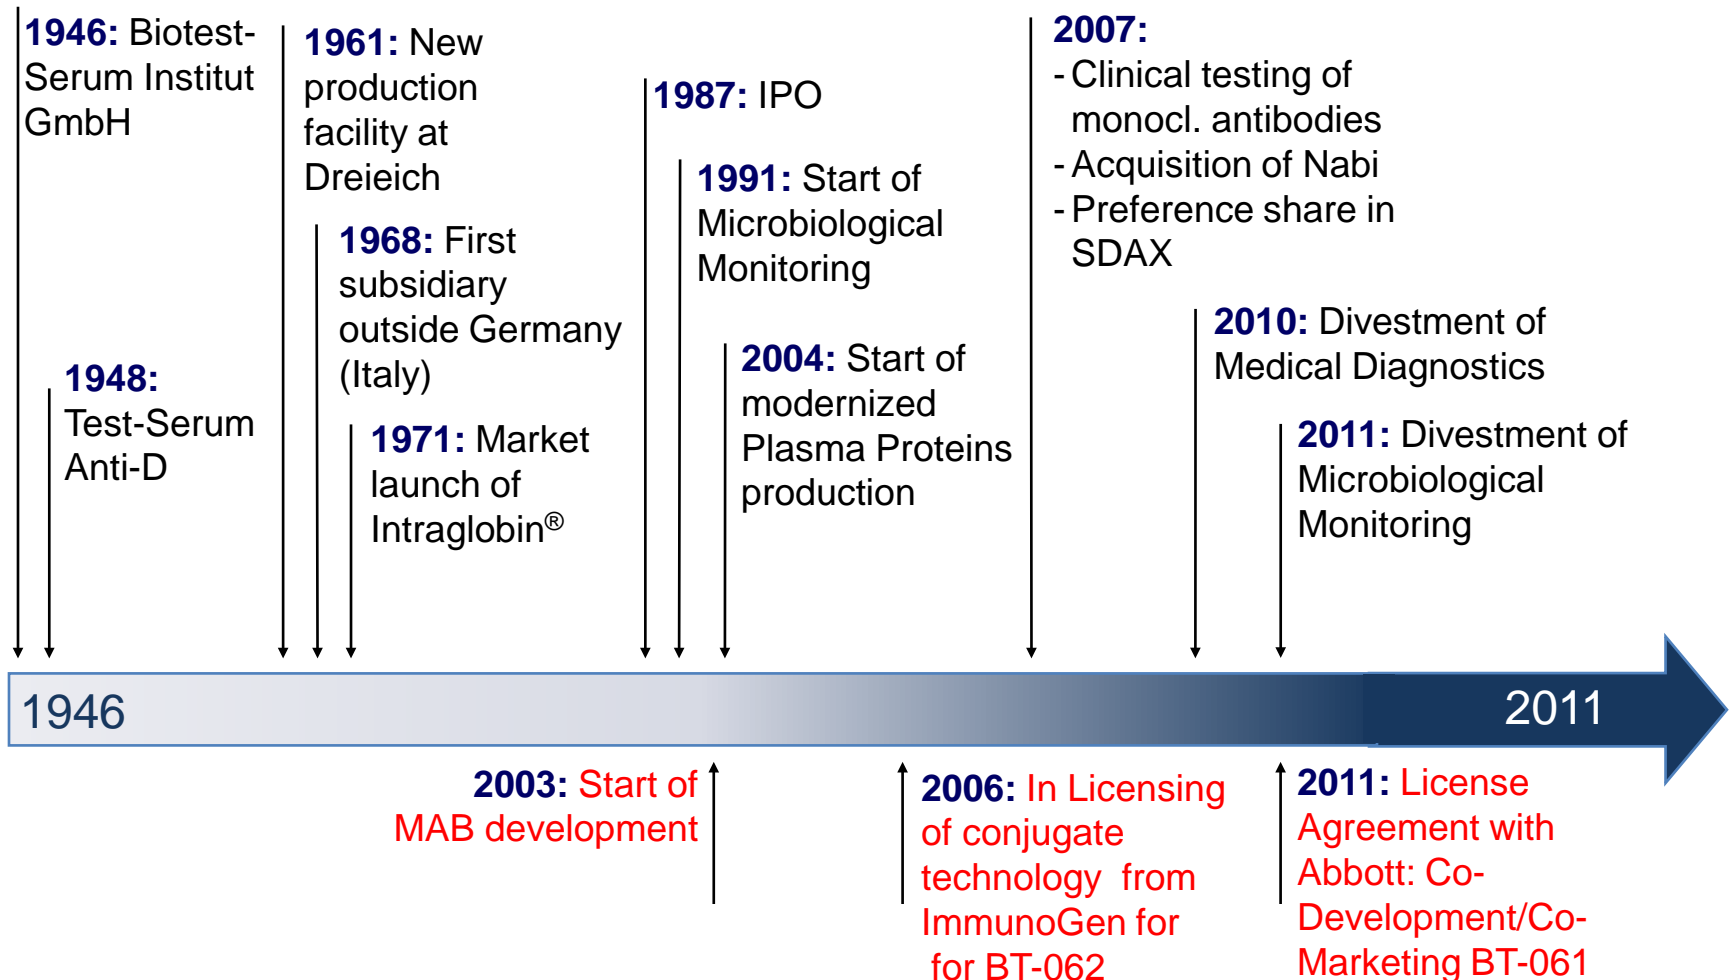 1946: Biotest-
Serum Institut
GmbH
1948:
Test-Serum
Anti-D
1961: New
production
facility at
Dreieich
1968: First
subsidiary
outside Germany
(Italy)
1971: Market
launch of
Intraglobin®
1987: IPO
1991: Start of
Microbiological
Monitoring
2004: Start of
modernized
Plasma Proteins
production
2007:
- Clinical testing of
monocl. antibodies
- Acquisition of Nabi
- Preference share in
SDAX
2010: Divestment of
Medical Diagnostics
2011: Divestment of
Microbiological
Monitoring
1946
2011
2003: Start of
MAB development
2006: In Licensing
of conjugate
technology from
ImmunoGen for
for BT-062
2011: License
Agreement with
Abbott: Co-
Development/Co-
Marketing BT-061